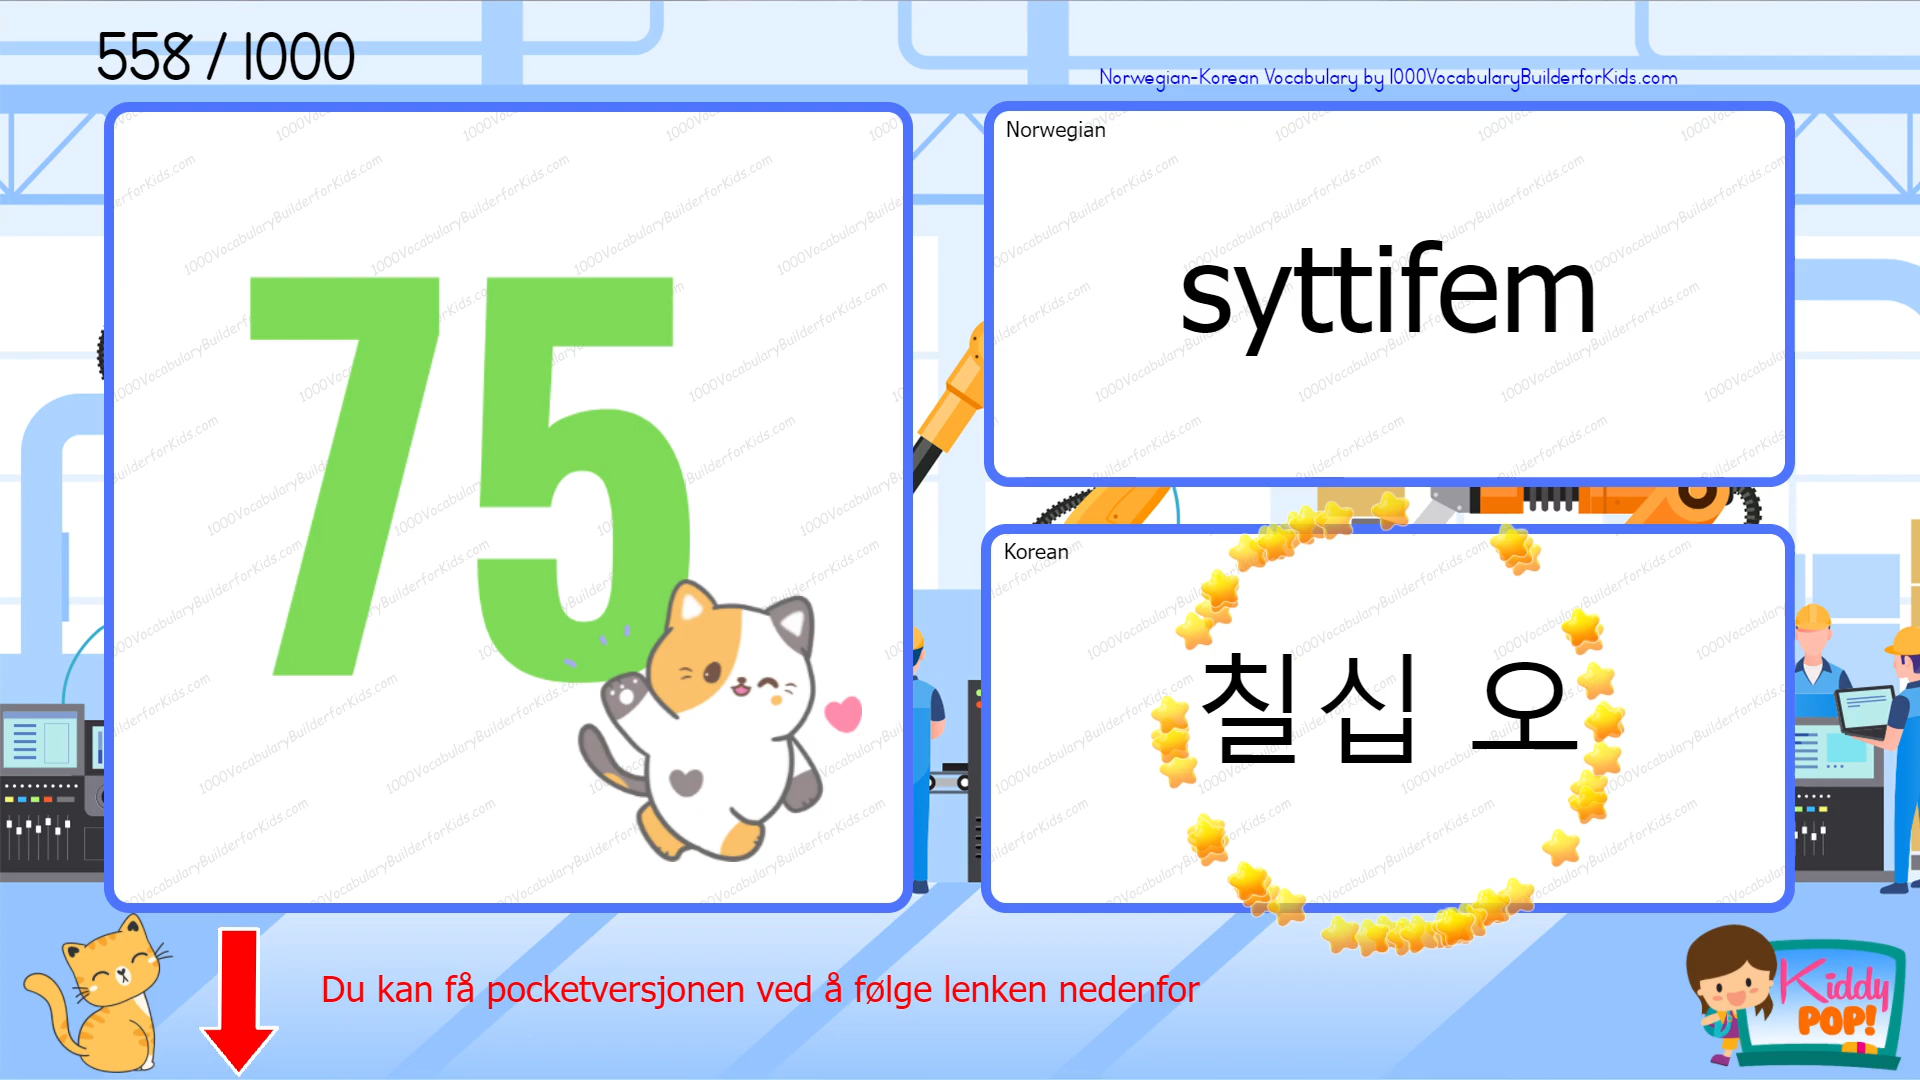 558 / 1000
Norwegian-Korean Vocabulary by 1000VocabularyBuilderforKids.com
75
Norwegian
syttifem
Korean
칠십 오
Du kan få pocketversjonen ved å følge lenken nedenfor
Kiddy
POP!